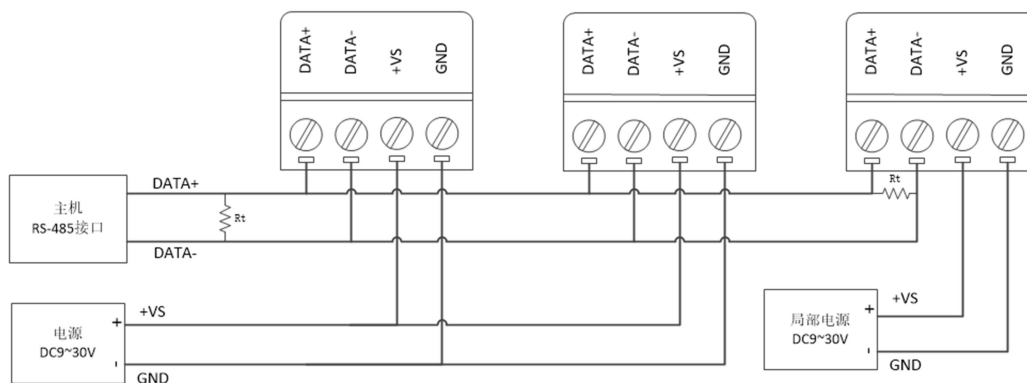 DATA+ DATA- +VS GND
DATA+ DATA- +VS GND
DATA+ DATA- +VS GND
DATA+
主机
RS-485接口
Rt
Rt
DATA-
+VS
电源
DC9~30V
+
-
GND
+VS
局部电源
DC9~30V
+
-
GND